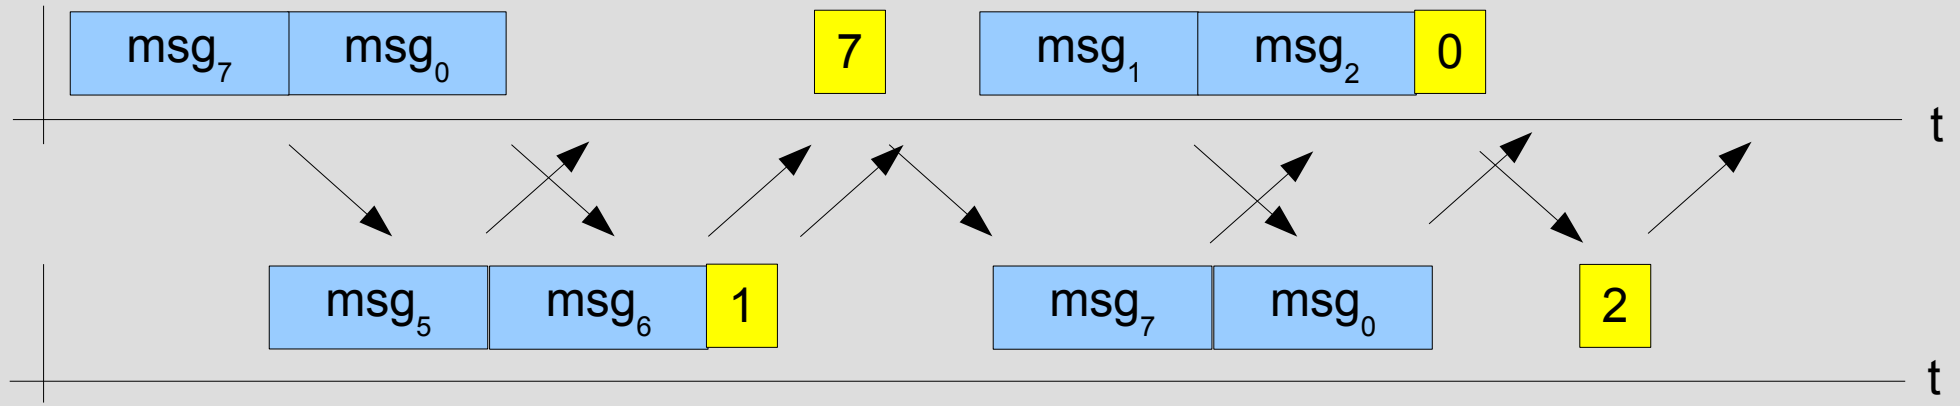 msg₇ msg₀ 7 msg₁ msg₂ 0
t
msg₅ msg₆ 1 msg₇ msg₀ 2
t